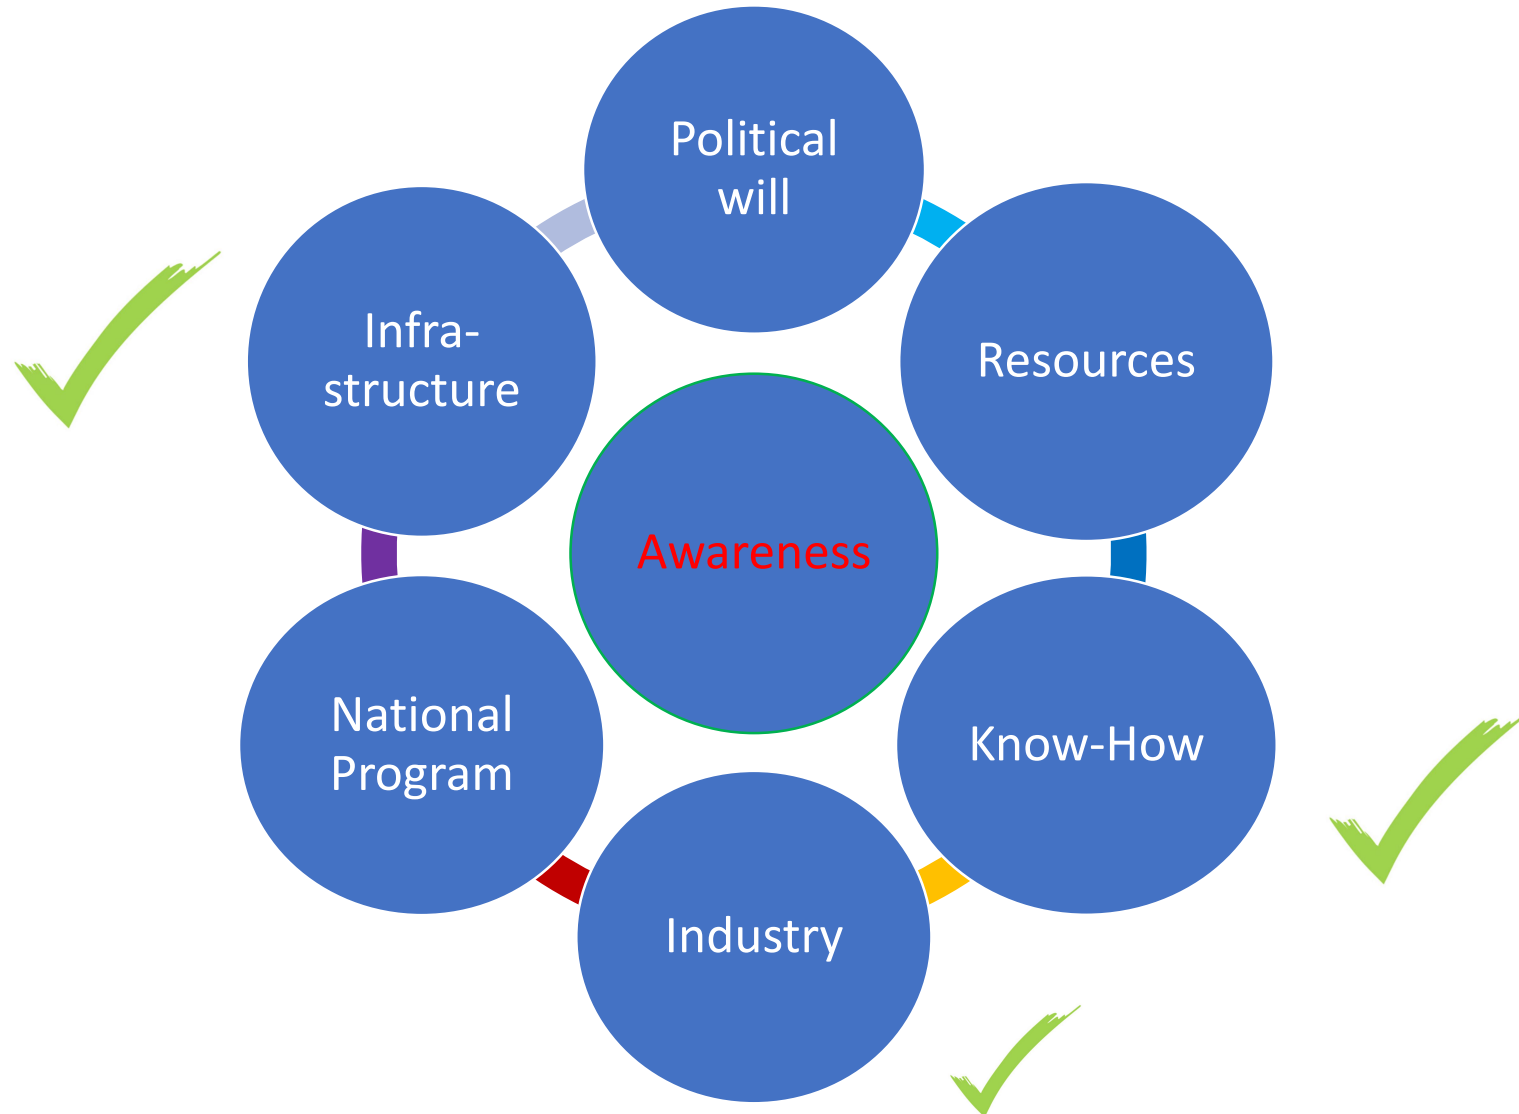 Political
will
Resources
Infra-
structure
Awareness
National
Program
Know-How
Industry